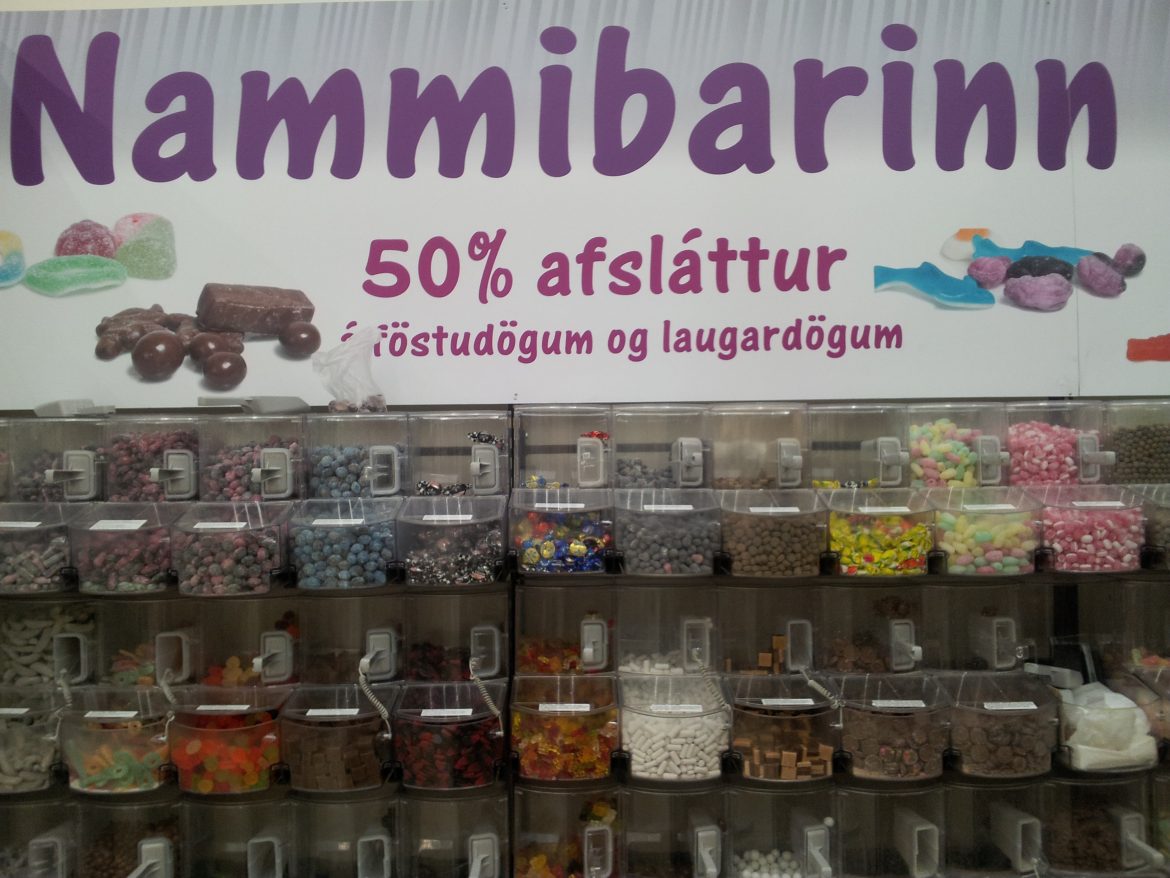 Nammibarinn
50% afsláttur
á föstudögum og laugardögum